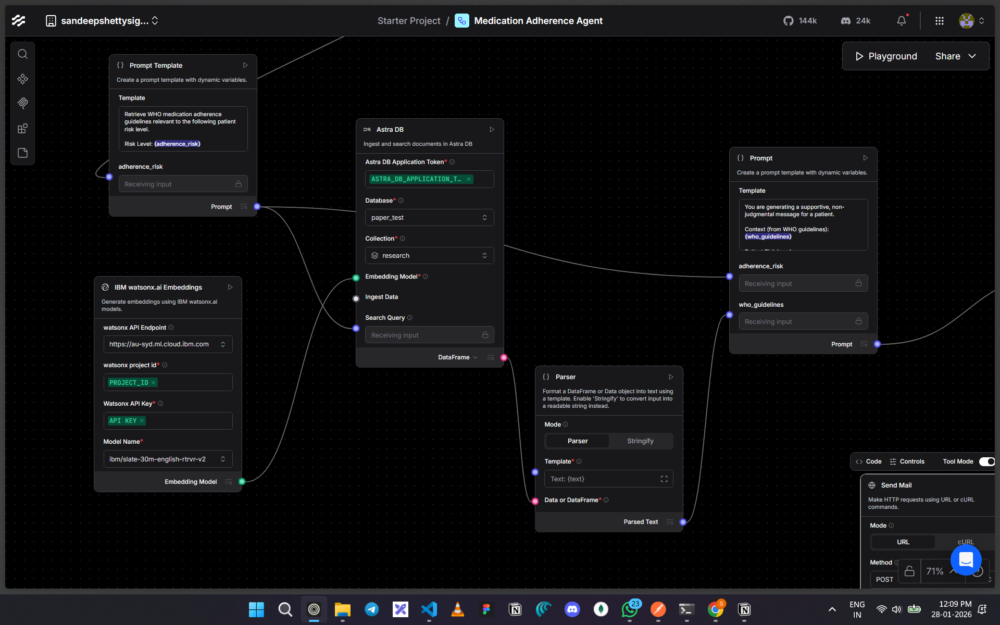 sandeepshettysig...
Starter Project / Medication Adherence Agent
144k
24k
Playground
Share
Prompt Template
Create a prompt template with dynamic variables.
Template
Retrieve WHO medication adherence
guidelines relevant to the following patient
risk level.
Risk Level: {adherence_risk}
adherence_risk
Receiving input
Prompt
IBM watsonx.ai Embeddings
Generate embeddings using IBM watsonx.ai
models.
watsonx API Endpoint
https://au-syd.ml.cloud.ibm.com
watsonx project id*
PROJECT_ID ×
Watsonx API Key*
API KEY ×
Model Name*
ibm/slate-30m-english-rtrvr-v2
Embedding Model
DS Astra DB
Ingest and search documents in Astra DB
Astra DB Application Token*
ASTRA_DB_APPLICATION_T... ×
Database*
paper_test
Collection*
research
Embedding Model*
Ingest Data
Search Query
Receiving input
DataFrame
{} Parser
Format a DataFrame or Data object into text using
a template. Enable 'Stringify' to convert input into
a readable string instead.
Mode
Parser
Stringify
Template*
Text: {text}
Data or DataFrame*
Parsed Text
{} Prompt
Create a prompt template with dynamic variables.
Template
You are generating a supportive, non-
judgmental message for a patient.
Context (from WHO guidelines):
{who_guidelines}
adherence_risk
Receiving input
who_guidelines
Receiving input
Prompt
<> Code
Controls
Tool Mode
Send Mail
Make HTTP requests using URL or cURL
commands.
Mode
URL
cURL
Method
POST
71%
23
S
ENG
IN
12:09 PM
28-01-2026